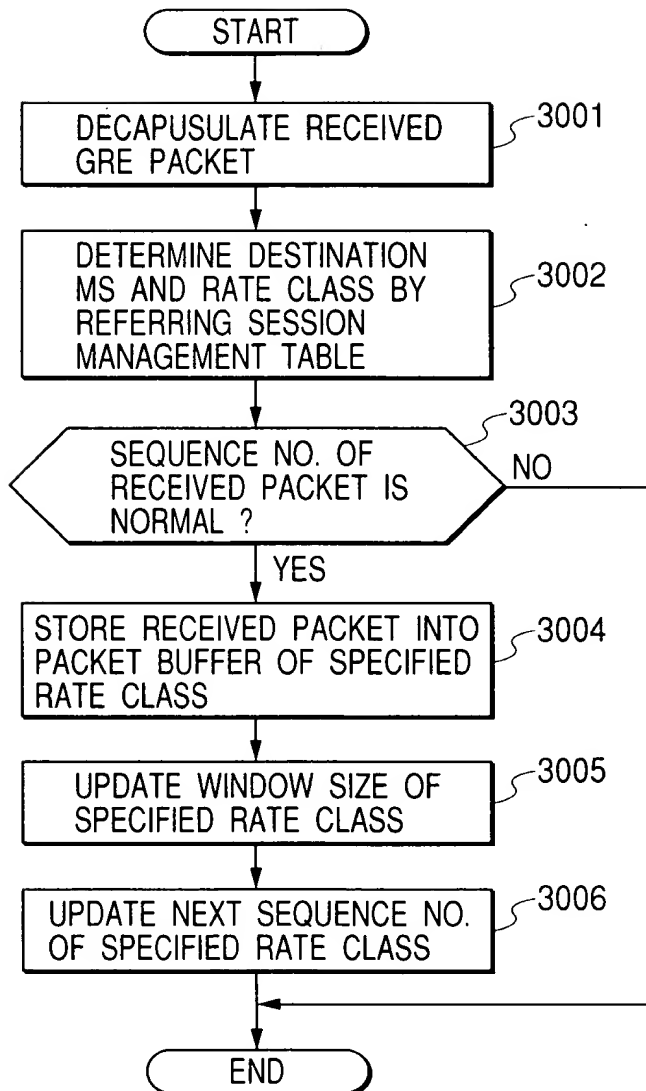 START
DECAPUSULATE RECEIVED
GRE PACKET
3001
DETERMINE DESTINATION
MS AND RATE CLASS BY
REFERRING SESSION
MANAGEMENT TABLE
3002
SEQUENCE NO. OF
RECEIVED PACKET IS
NORMAL ?
3003
NO
YES
STORE RECEIVED PACKET INTO
PACKET BUFFER OF SPECIFIED
RATE CLASS
3004
UPDATE WINDOW SIZE OF
SPECIFIED RATE CLASS
3005
UPDATE NEXT SEQUENCE NO.
OF SPECIFIED RATE CLASS
3006
END